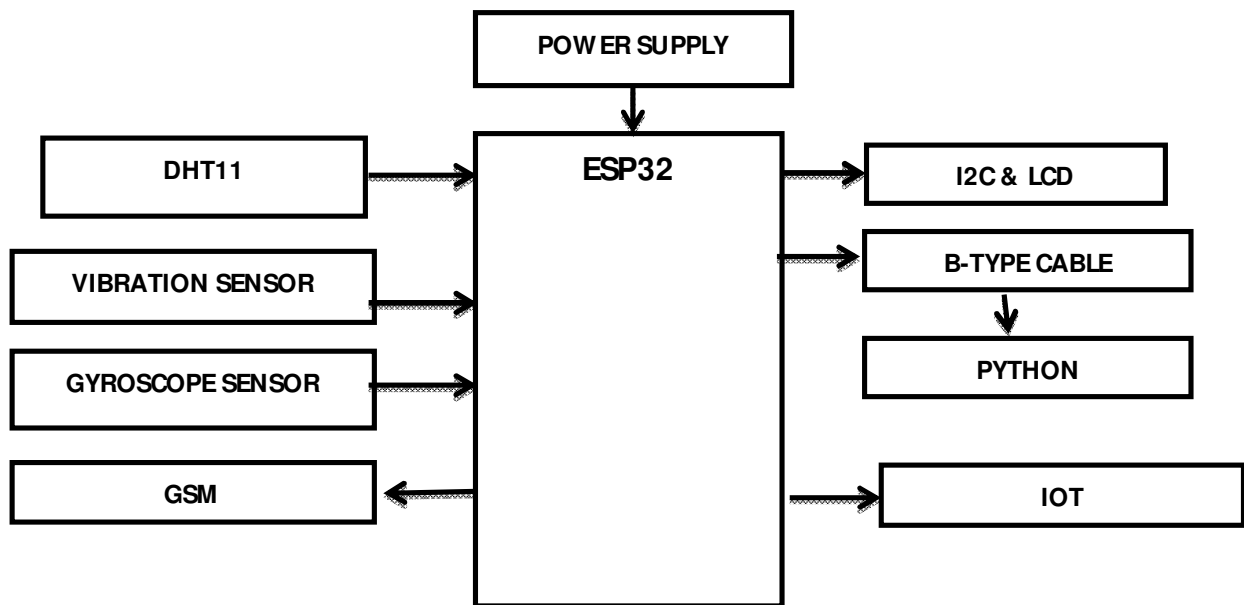 POWER SUPPLY
ESP32
DHT11
VIBRATION SENSOR
GYROSCOPE SENSOR
GSM
I2C & LCD
B-TYPE CABLE
PYTHON
IOT